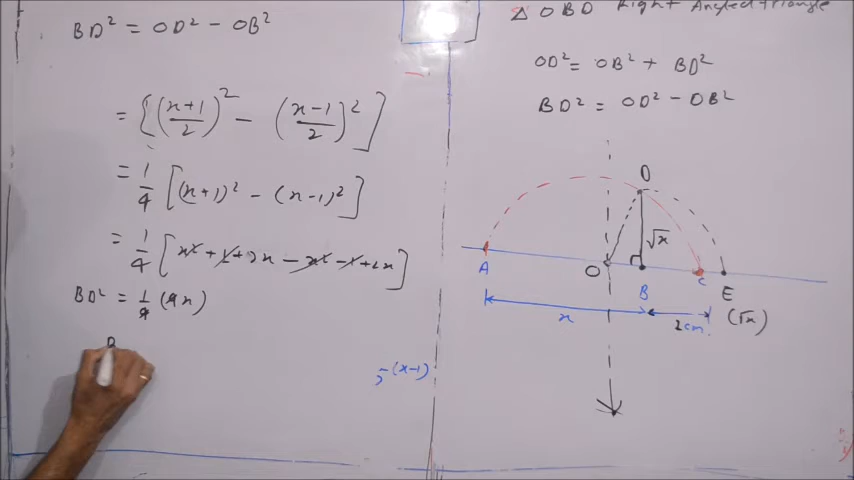 BD² = OD² - OB²
= {(x+1/2)² - (x-1/2)²]
= 1/4 [(x+1)² - (x-1)²]
= 1/4 [x² + 1 + 2x - x² - 1 + 2x]
BD² = 1/4 (4x)
B
5(x-1)
Δ OBD Right Angled triangle
OD² = OB² + BD²
BD² = OD² - OB²
D
√x
A
O
B
C
E
x
2cm
(√x)